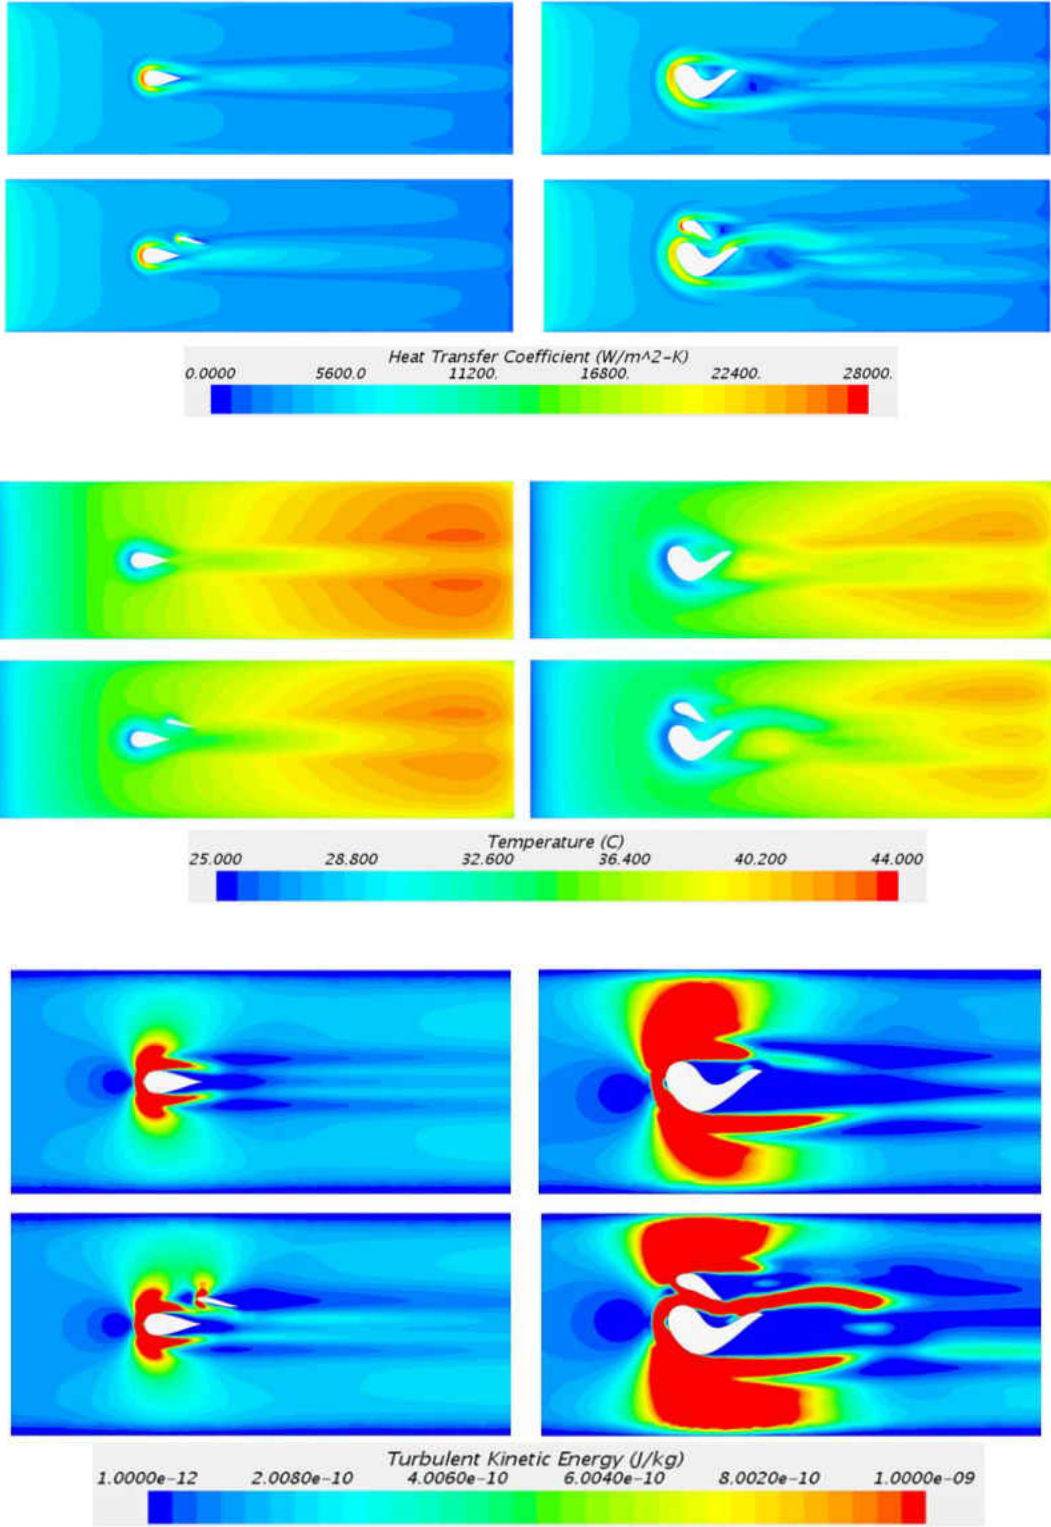 Heat Transfer Coefficient (W/m^2-K)
0.0000 5600.0 11200. 16800. 22400. 28000.
Temperature (C)
25.000 28.800 32.600 36.400 40.200 44.000
Turbulent Kinetic Energy (J/kg)
1.0000e-12 2.0080e-10 4.0060e-10 6.0040e-10 8.0020e-10 1.0000e-09